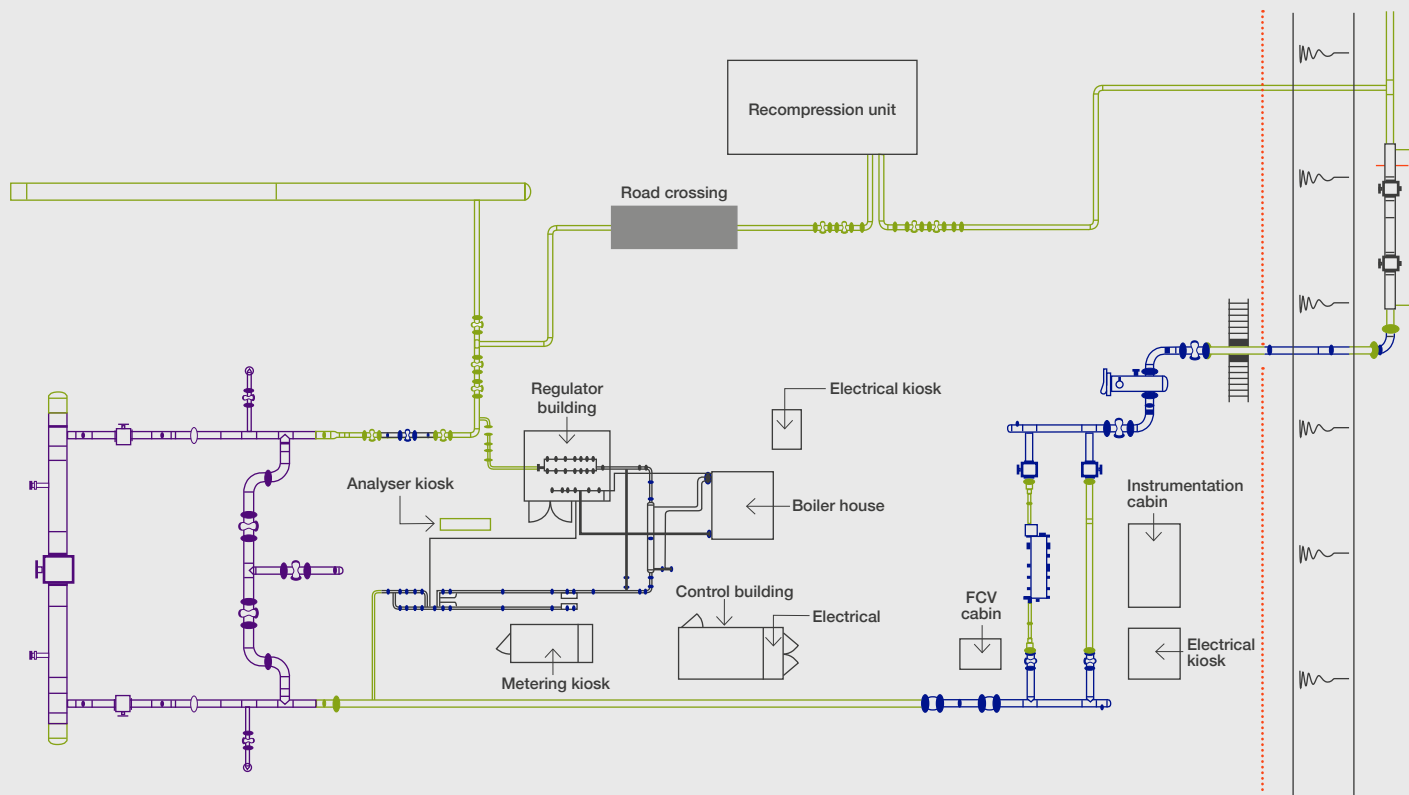 Recompression unit
Road crossing
Regulator
building
Electrical kiosk
Analyser kiosk
Boiler house
Instrumentation
cabin
Control building
Electrical
FCV
cabin
Electrical
kiosk
Metering kiosk